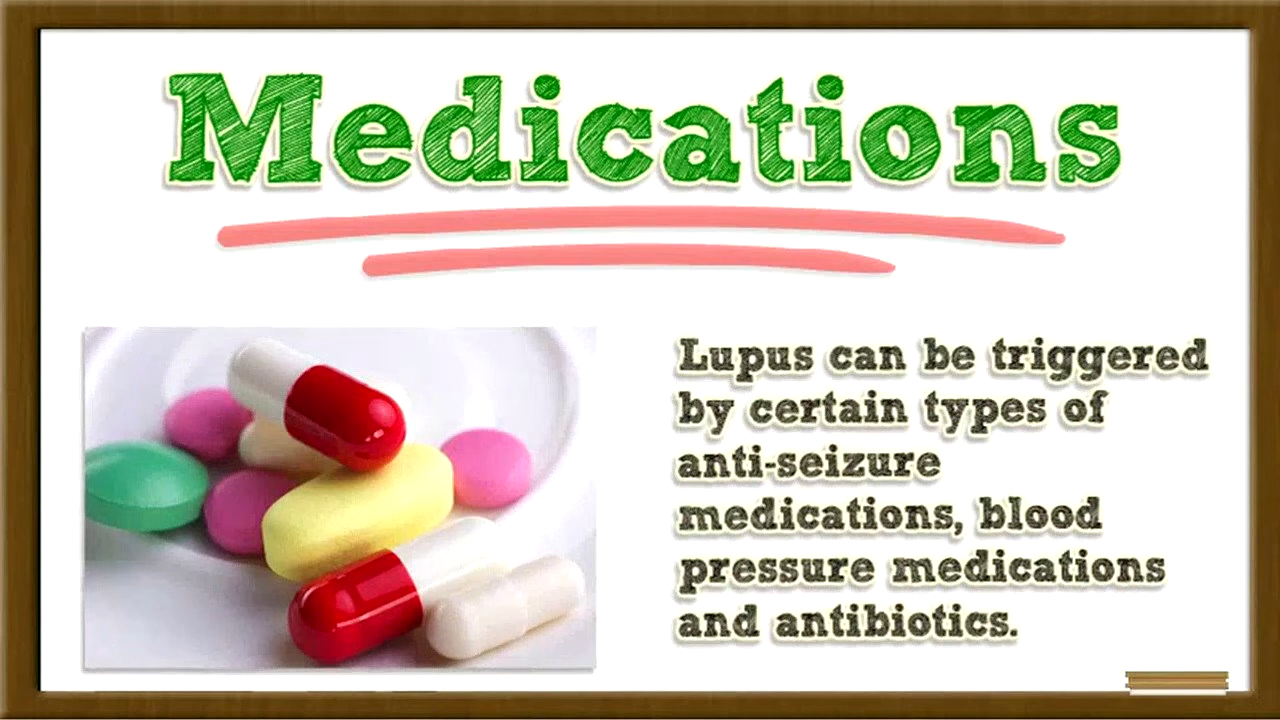 Medications
Lupus can be triggered
by certain types of
anti-seizure
medications, blood
pressure medications
and antibiotics.